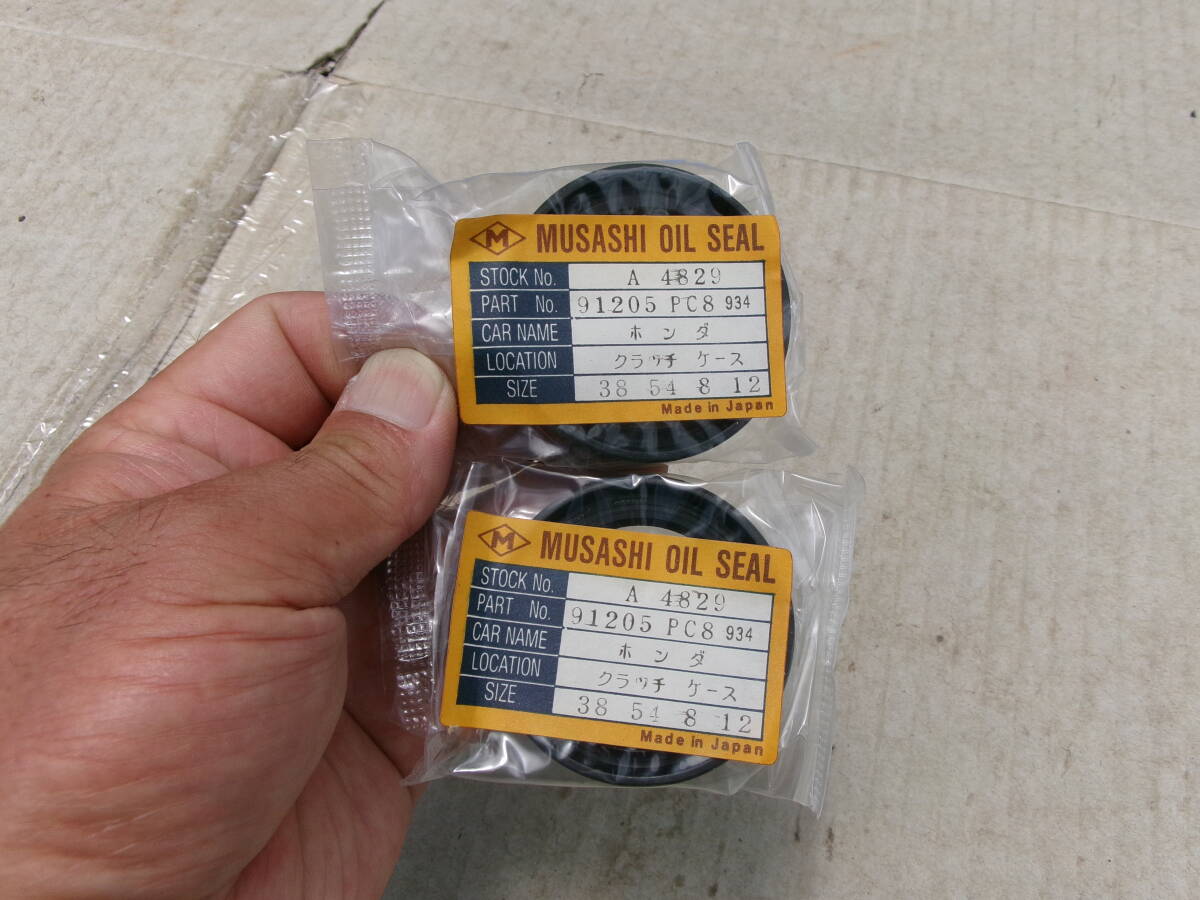 M MUSASHI OIL SEAL
STOCK No. A 4829
PART No. 91205 PC8 934
CAR NAME ホンダ
LOCATION クラッチ ケース
SIZE 38 54 8 12
Made in Japan
M MUSASHI OIL SEAL
STOCK No. A 4829
PART No. 91205 PC8 934
CAR NAME ホンダ
LOCATION クラッチ ケース
SIZE 38 54 8 12
Made in Japan